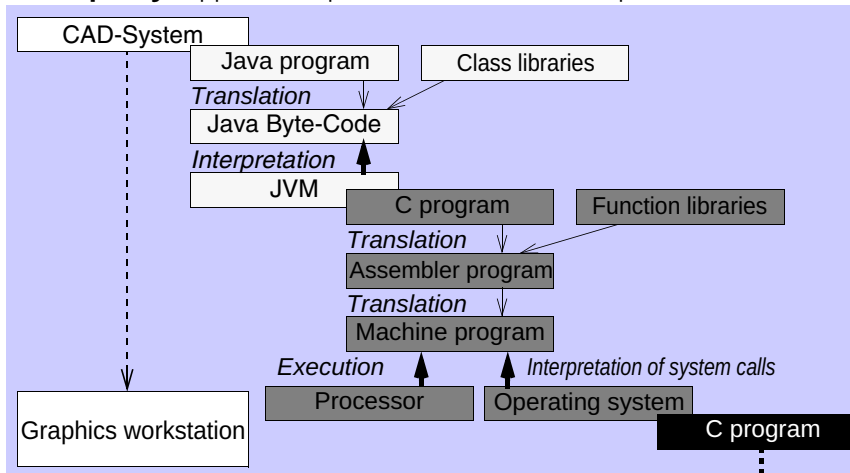 CAD-System
Java program
Class libraries
Translation
Java Byte-Code
Interpretation
JVM
C program
Function libraries
Translation
Assembler program
Translation
Machine program
Execution
Interpretation of system calls
Processor
Operating system
Graphics workstation
C program